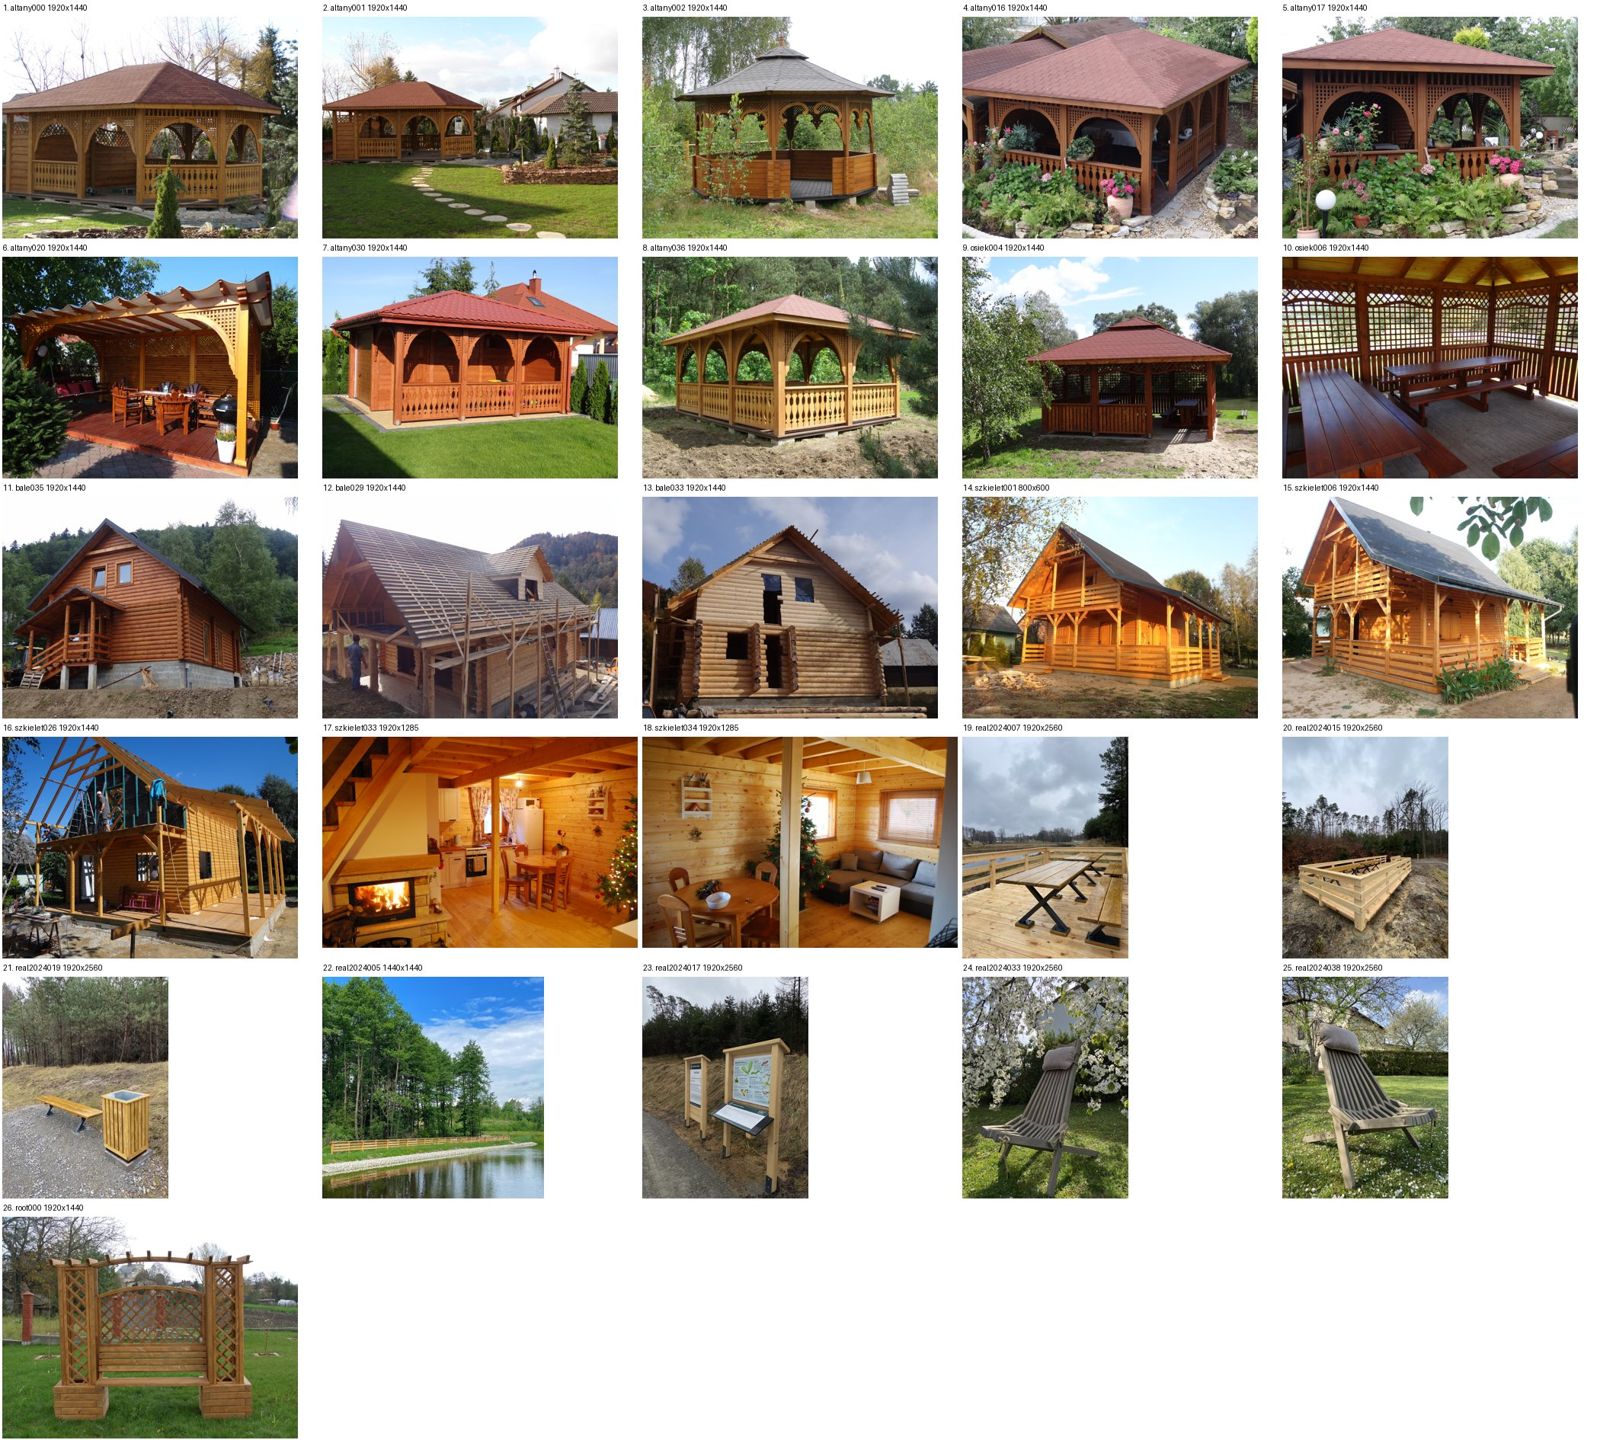 1. altany000 1920x1440
2. altany001 1920x1440
3. altany002 1920x1440
4. altany016 1920x1440
5. altany017 1920x1440
6. altany020 1920x1440
7. altany030 1920x1440
8. altany036 1920x1440
9. osiek004 1920x1440
10. osiek006 1920x1440
11. bale035 1920x1440
12. bale029 1920x1440
13. bale033 1920x1440
14. szkielet001 800x600
15. szkielet006 1920x1440
16. szkielet026 1920x1440
17. szkielet033 1920x1285
18. szkielet034 1920x1285
19. real2024007 1920x2560
20. real2024015 1920x2560
21. real2024019 1920x2560
22. real2024005 1440x1440
23. real2024017 1920x2560
24. real2024033 1920x2560
25. real2024038 1920x2560
26. root000 1920x1440